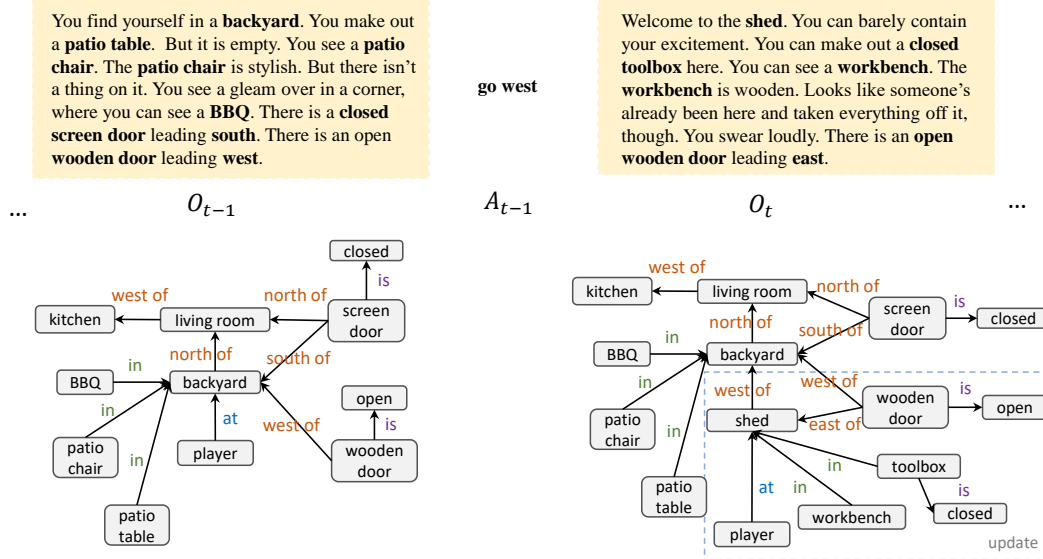 You find yourself in a backyard. You make out
a patio table.  But it is empty. You see a patio
chair. The patio chair is stylish. But there isn't
a thing on it. You see a gleam over in a corner,
where you can see a BBQ. There is a closed
screen door leading south. There is an open
wooden door leading west.
go west
Welcome to the shed. You can barely contain
your excitement. You can make out a closed
toolbox here. You can see a workbench. The
workbench is wooden. Looks like someone's
already been here and taken everything off it,
though. You swear loudly. There is an open
wooden door leading east.
... O_{t−1} A_{t−1} O_t ...
closed
is
west of
north of
kitchen
living room
screen
door
north of
south of
in
BBQ
backyard
open
in
at
west of
is
patio
chair
in
player
wooden
door
patio
table
west of
kitchen
living room
north of
screen
door
is
closed
north of
south of
in
BBQ
backyard
west of
west of
wooden
door
is
open
in
patio
chair
shed
east of
in
in
toolbox
is
patio
table
at
in
workbench
closed
player
update